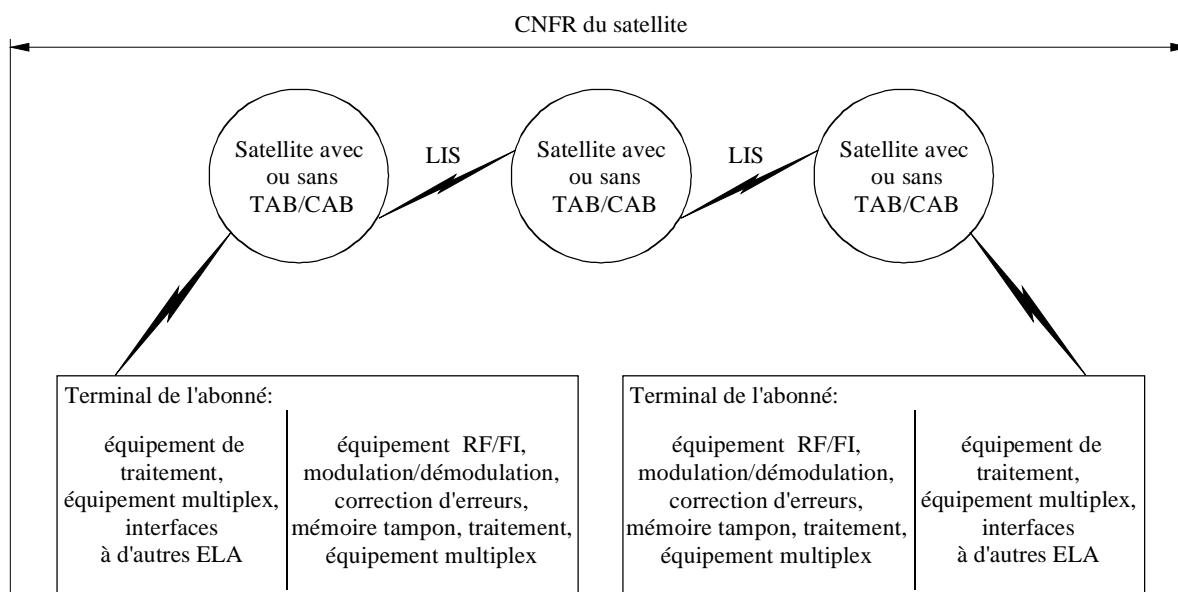 CNFR du satellite
Satellite avec
ou sans
TAB/CAB
LIS
Satellite avec
ou sans
TAB/CAB
LIS
Satellite avec
ou sans
TAB/CAB
Terminal de l'abonné:
équipement de
traitement,
équipement multiplex,
interfaces
à d'autres ELA
équipement RF/FI,
modulation/démodulation,
correction d'erreurs,
mémoire tampon, traitement,
équipement multiplex
Terminal de l'abonné:
équipement RF/FI,
modulation/démodulation,
correction d'erreurs,
mémoire tampon, traitement,
équipement multiplex
équipement de
traitement,
équipement multiplex,
interfaces
à d'autres ELA